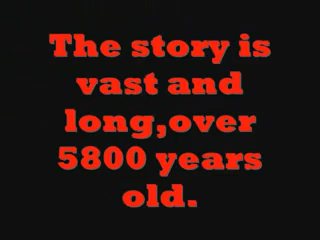 The story is
vast and
long,over
5800 years
old.